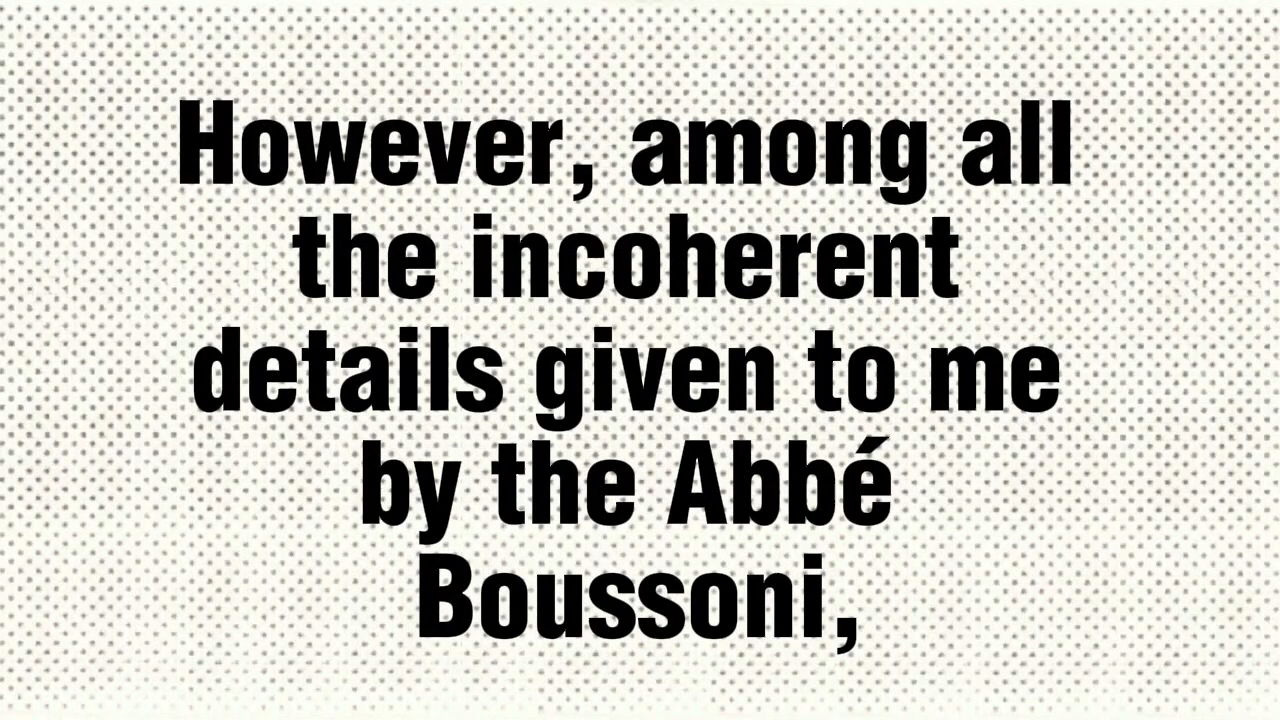 However, among all
the incoherent
details given to me
by the Abbé
Boussoni,